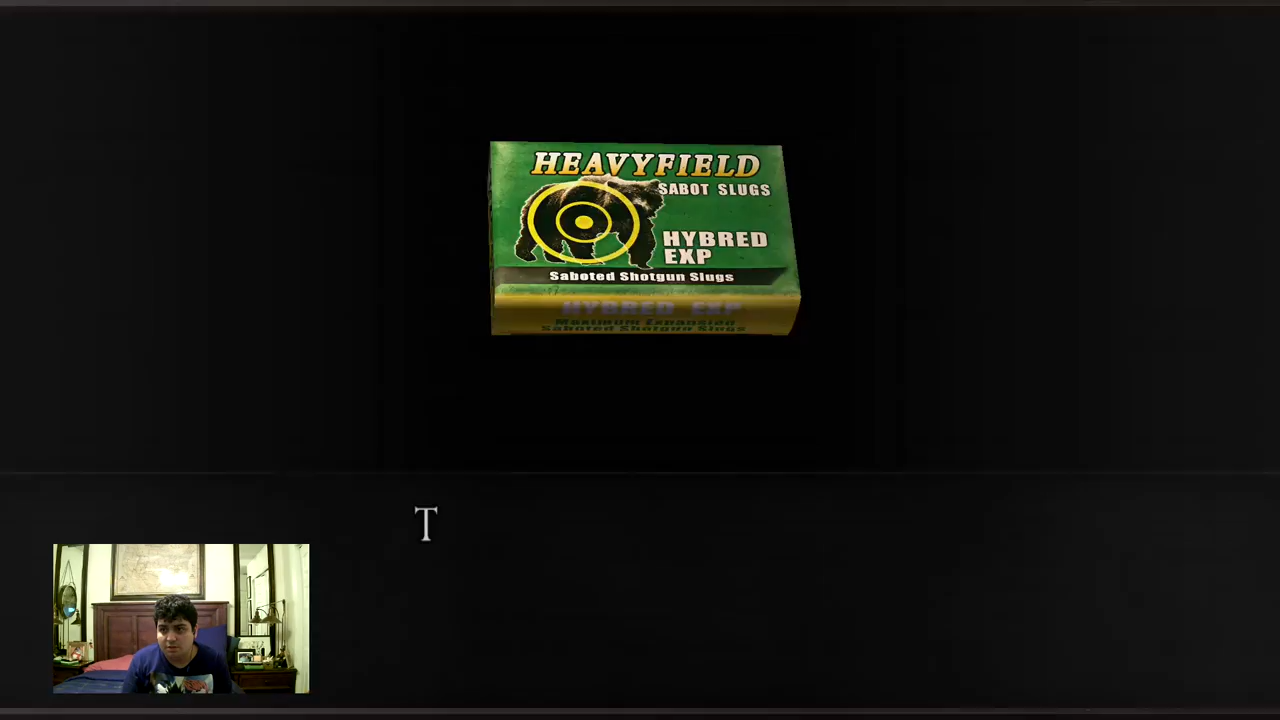 HEAVYFIELD
SABOT SLUGS
HYBRED
EXP
Saboted Shotgun Slugs
HYBRED EXP
Maximum Expansion
Saboted Shotgun Slugs
T